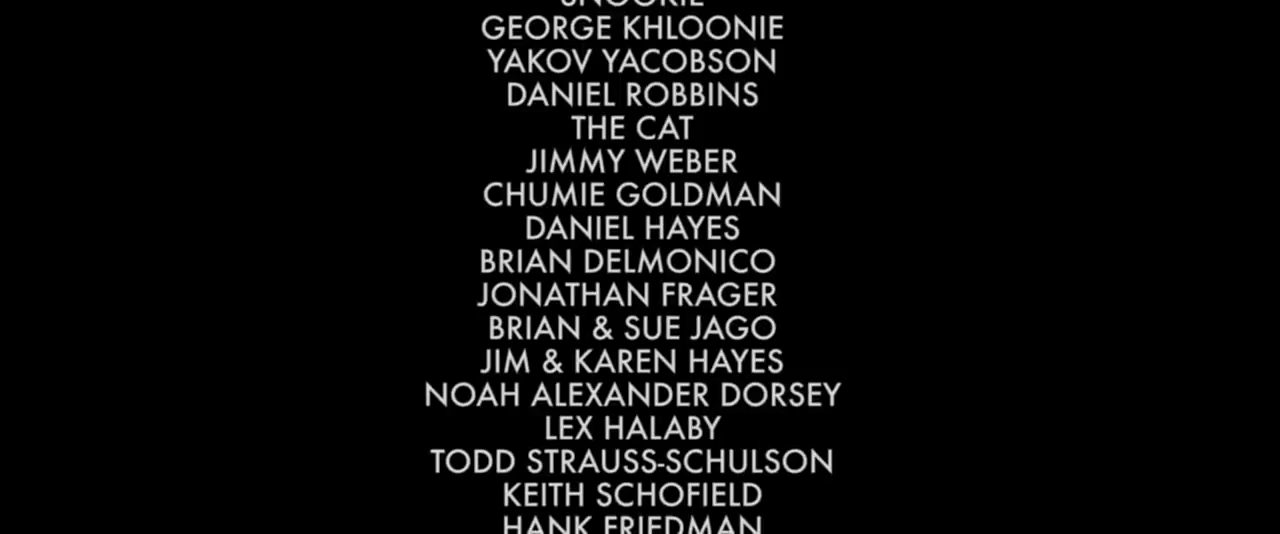 SNOOKIE
GEORGE KHLOONIE
YAKOV YACOBSON
DANIEL ROBBINS
THE CAT
JIMMY WEBER
CHUMIE GOLDMAN
DANIEL HAYES
BRIAN DELMONICO
JONATHAN FRAGER
BRIAN & SUE JAGO
JIM & KAREN HAYES
NOAH ALEXANDER DORSEY
LEX HALABY
TODD STRAUSS-SCHULSON
KEITH SCHOFIELD
HANK FRIEDMAN